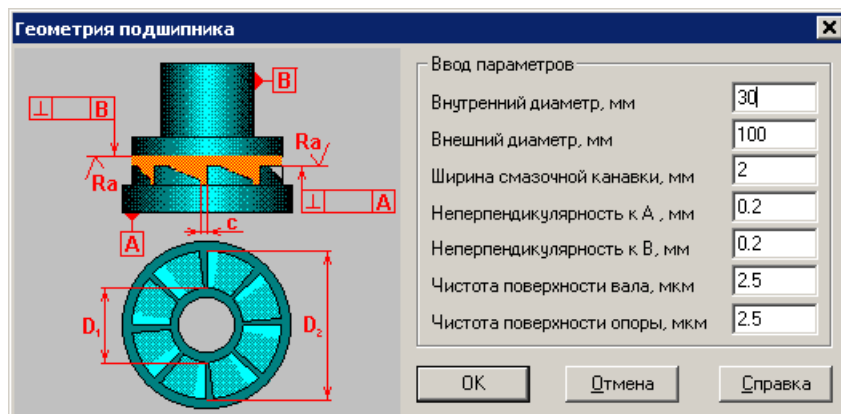 Геометрия подшипника
B
⊥ B
Ra
Ra
⊥ A
A
c
D₁
D₂
Ввод параметров
Внутренний диаметр, мм 30
Внешний диаметр, мм 100
Ширина смазочной канавки, мм 2
Неперпендикулярность к А , мм 0.2
Неперпендикулярность к В, мм 0.2
Чистота поверхности вала, мкм 2.5
Чистота поверхности опоры, мкм 2.5
OK Отмена Справка